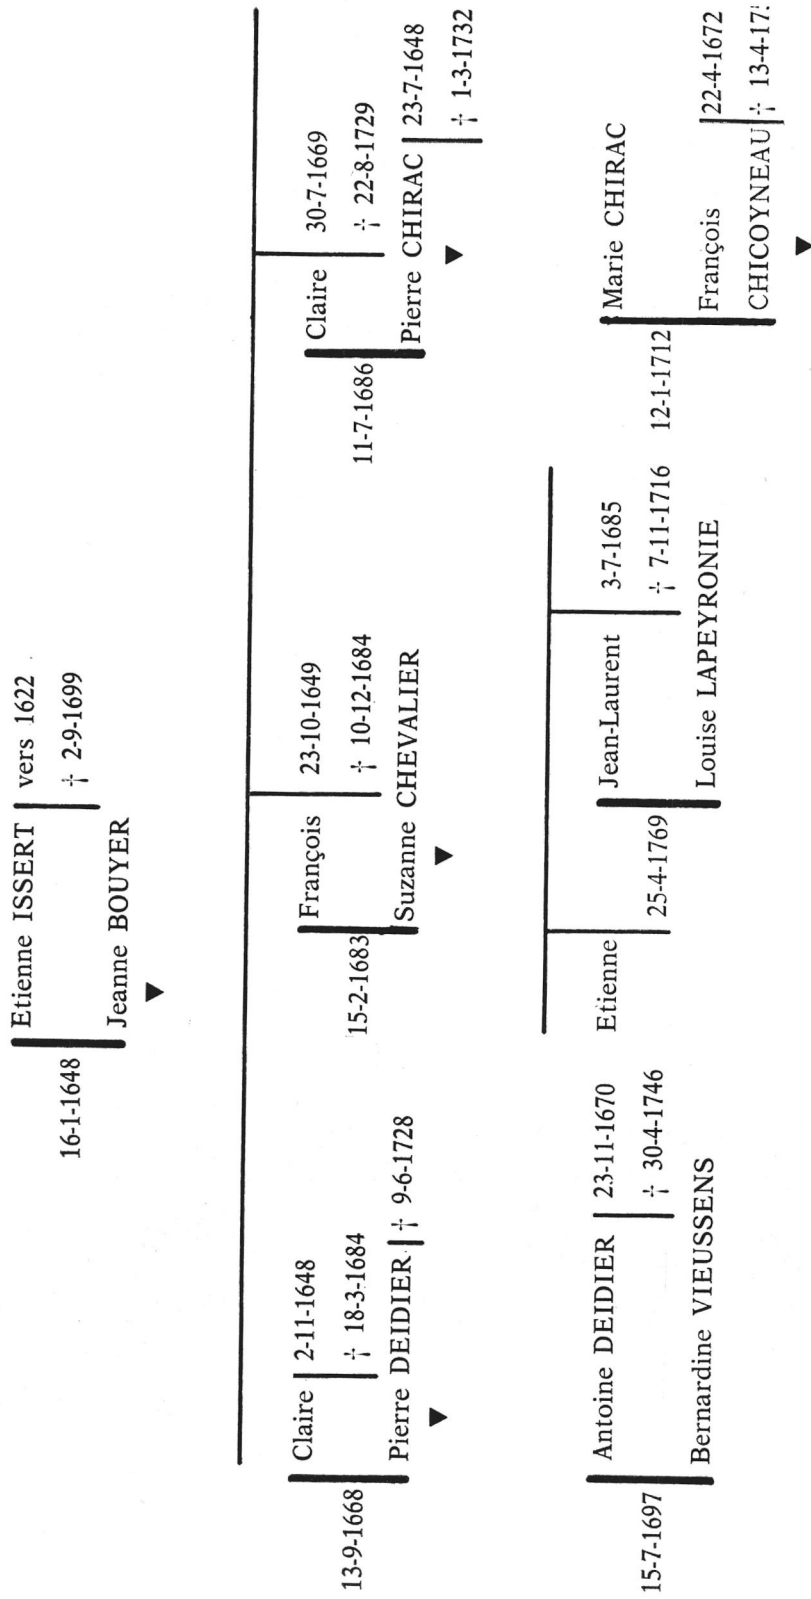 Etienne ISSERT
vers 1622
† 2-9-1699
16-1-1648
Jeanne BOUYER
Claire
2-11-1648
† 18-3-1684
13-9-1668
Pierre DEIDIER
† 9-6-1728
François
23-10-1649
† 10-12-1684
15-2-1683
Suzanne CHEVALIER
Claire
30-7-1669
† 22-8-1729
11-7-1686
Pierre CHIRAC
23-7-1648
† 1-3-1732
Antoine DEIDIER
23-11-1670
† 30-4-1746
15-7-1697
Bernardine VIEUSSENS
Etienne
Jean-Laurent
3-7-1685
† 7-11-1716
25-4-1769
Louise LAPEYRONIE
Marie CHIRAC
12-1-1712
François
CHICOYNEAU
22-4-1672
† 13-4-17